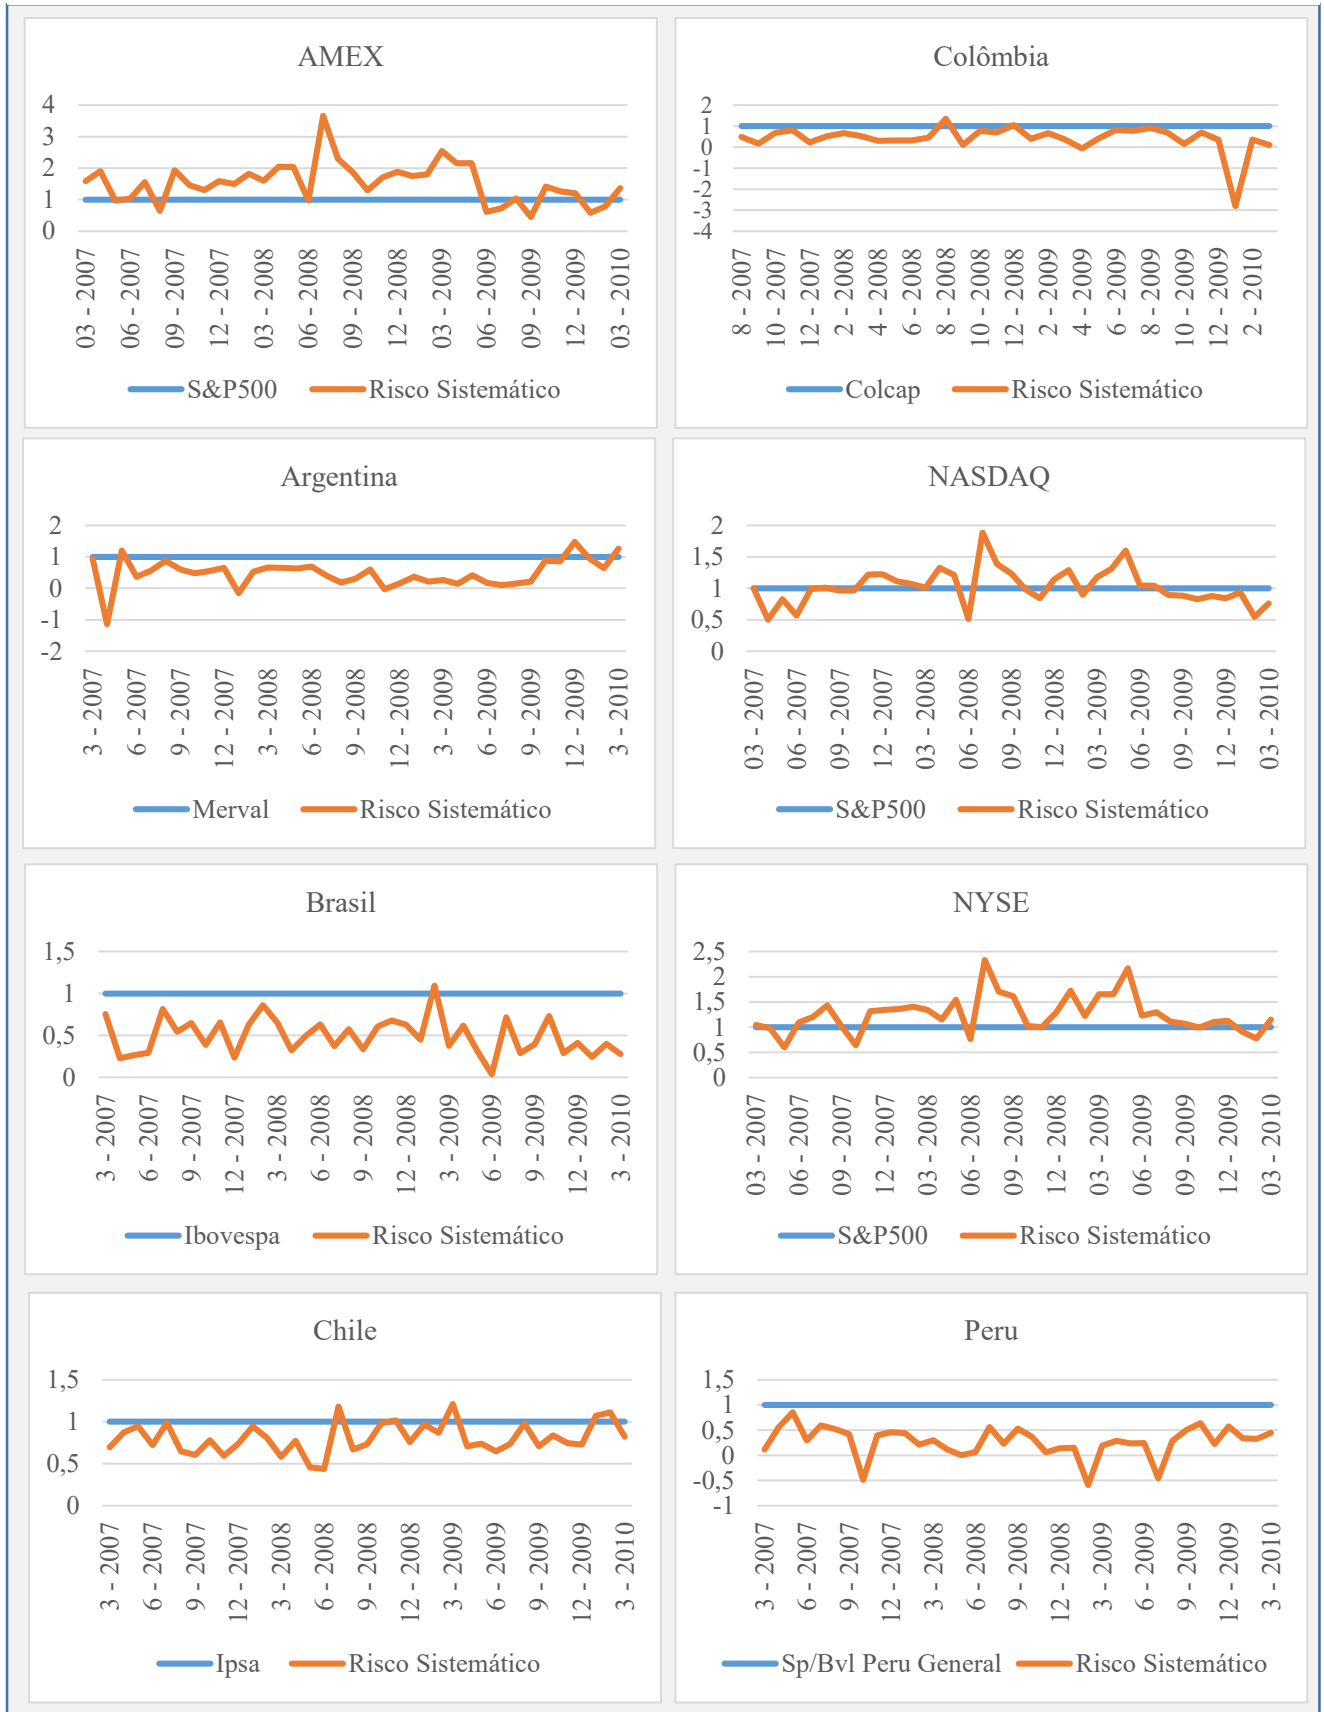 AMEX
4
3
2
1
0
03 - 2007
06 - 2007
09 - 2007
12 - 2007
03 - 2008
06 - 2008
09 - 2008
12 - 2008
03 - 2009
06 - 2009
09 - 2009
12 - 2009
03 - 2010
S&P500 Risco Sistemático
Colômbia
2
1
0
-1
-2
-3
-4
8 - 2007
10 - 2007
12 - 2007
2 - 2008
4 - 2008
6 - 2008
8 - 2008
10 - 2008
12 - 2008
2 - 2009
4 - 2009
6 - 2009
8 - 2009
10 - 2009
12 - 2009
2 - 2010
Colcap Risco Sistemático
Argentina
2
1
0
-1
-2
3 - 2007
6 - 2007
9 - 2007
12 - 2007
3 - 2008
6 - 2008
9 - 2008
12 - 2008
3 - 2009
6 - 2009
9 - 2009
12 - 2009
3 - 2010
Merval Risco Sistemático
NASDAQ
2
1,5
1
0,5
0
03 - 2007
06 - 2007
09 - 2007
12 - 2007
03 - 2008
06 - 2008
09 - 2008
12 - 2008
03 - 2009
06 - 2009
09 - 2009
12 - 2009
03 - 2010
S&P500 Risco Sistemático
Brasil
1,5
1
0,5
0
3 - 2007
6 - 2007
9 - 2007
12 - 2007
3 - 2008
6 - 2008
9 - 2008
12 - 2008
3 - 2009
6 - 2009
9 - 2009
12 - 2009
3 - 2010
Ibovespa Risco Sistemático
NYSE
2,5
2
1,5
1
0,5
0
03 - 2007
06 - 2007
09 - 2007
12 - 2007
03 - 2008
06 - 2008
09 - 2008
12 - 2008
03 - 2009
06 - 2009
09 - 2009
12 - 2009
03 - 2010
S&P500 Risco Sistemático
Chile
1,5
1
0,5
0
3 - 2007
6 - 2007
9 - 2007
12 - 2007
3 - 2008
6 - 2008
9 - 2008
12 - 2008
3 - 2009
6 - 2009
9 - 2009
12 - 2009
3 - 2010
Ipsa Risco Sistemático
Peru
1,5
1
0,5
0
-0,5
-1
3 - 2007
6 - 2007
9 - 2007
12 - 2007
3 - 2008
6 - 2008
9 - 2008
12 - 2008
3 - 2009
6 - 2009
9 - 2009
12 - 2009
3 - 2010
Sp/Bvl Peru General Risco Sistemático